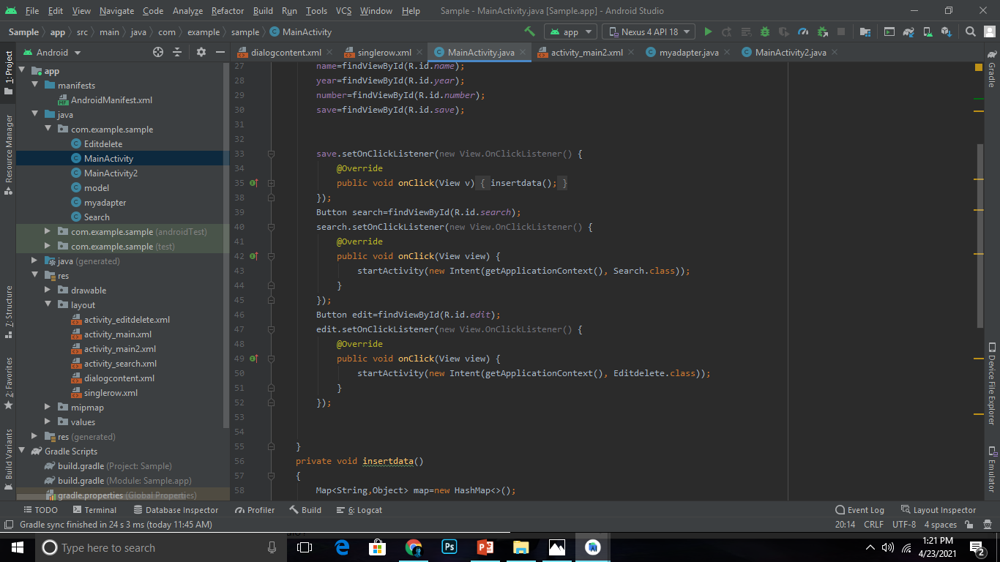 File Edit View Navigate Code Analyze Refactor Build Run Tools VCS Window Help Sample - MainActivity.java [Sample.app] - Android Studio
Sample app src main java com example sample MainActivity app Nexus 4 API 18
Android dialogcontent.xml singlerow.xml MainActivity.java activity_main2.xml myadapter.java MainActivity2.java
1: Project
Resource Manager
7: Structure
2: Favorites
Build Variants
app
manifests
AndroidManifest.xml
java
com.example.sample
Editdelete
MainActivity
MainActivity2
model
myadapter
Search
com.example.sample (androidTest)
com.example.sample (test)
java (generated)
res
drawable
layout
activity_editdelete.xml
activity_main.xml
activity_main2.xml
activity_search.xml
dialogcontent.xml
singlerow.xml
mipmap
values
res (generated)
Gradle Scripts
build.gradle (Project: Sample)
build.gradle (Module: Sample.app)
gradle.properties (Global Properties)
27 name=findViewById(R.id.name);
28 year=findViewById(R.id.year);
29 number=findViewById(R.id.number);
30 save=findViewById(R.id.save);
31
32
33 save.setOnClickListener(new View.OnClickListener() {
34 @Override
35 public void onClick(View v) { insertdata(); }
38 });
39 Button search=findViewById(R.id.search);
40 search.setOnClickListener(new View.OnClickListener() {
41 @Override
42 public void onClick(View view) {
43 startActivity(new Intent(getApplicationContext(), Search.class));
44 }
45 });
46 Button edit=findViewById(R.id.edit);
47 edit.setOnClickListener(new View.OnClickListener() {
48 @Override
49 public void onClick(View view) {
50 startActivity(new Intent(getApplicationContext(), Editdelete.class));
51 }
52 });
53
54
55 }
56 private void insertdata()
57 {
58 Map<String,Object> map=new HashMap<>();
Gradle
Device File Explorer
Emulator
TODO Terminal Database Inspector Profiler Build 6: Logcat Event Log Layout Inspector
Gradle sync finished in 24 s 3 ms (today 11:45 AM) 20:14 CRLF UTF-8 4 spaces
Type here to search
Ps
1:21 PM
4/23/2021
2